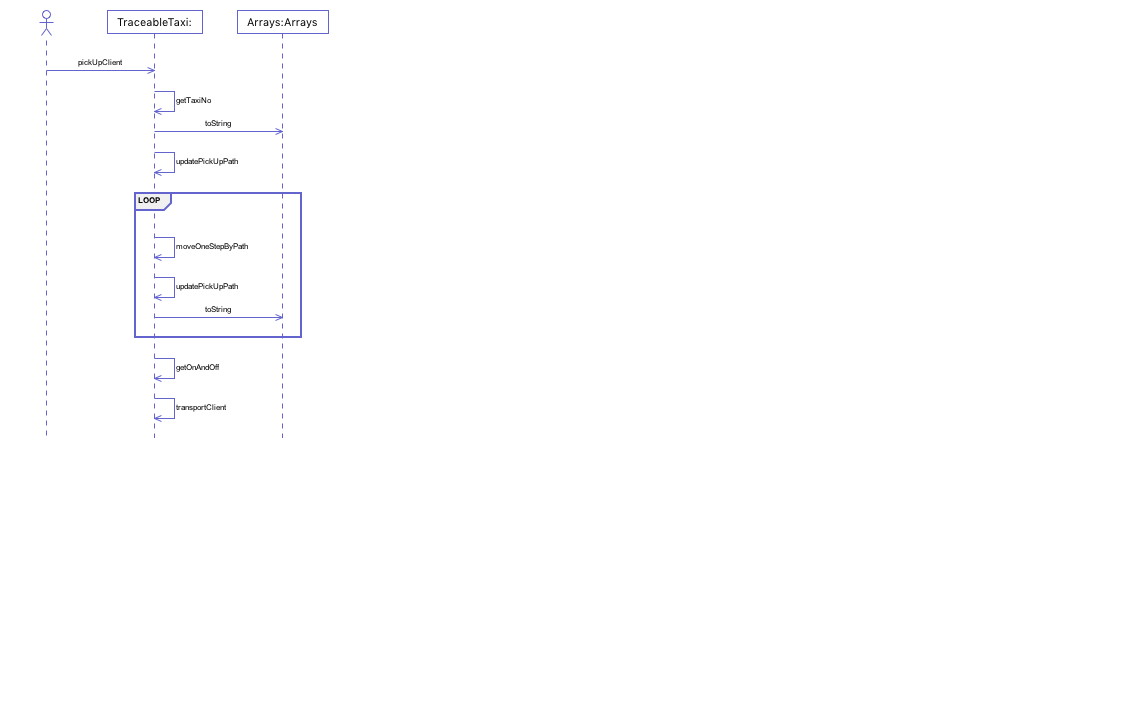 TraceableTaxi:
Arrays:Arrays
pickUpClient
getTaxiNo
toString
updatePickUpPath
LOOP
moveOneStepByPath
updatePickUpPath
toString
getOnAndOff
transportClient